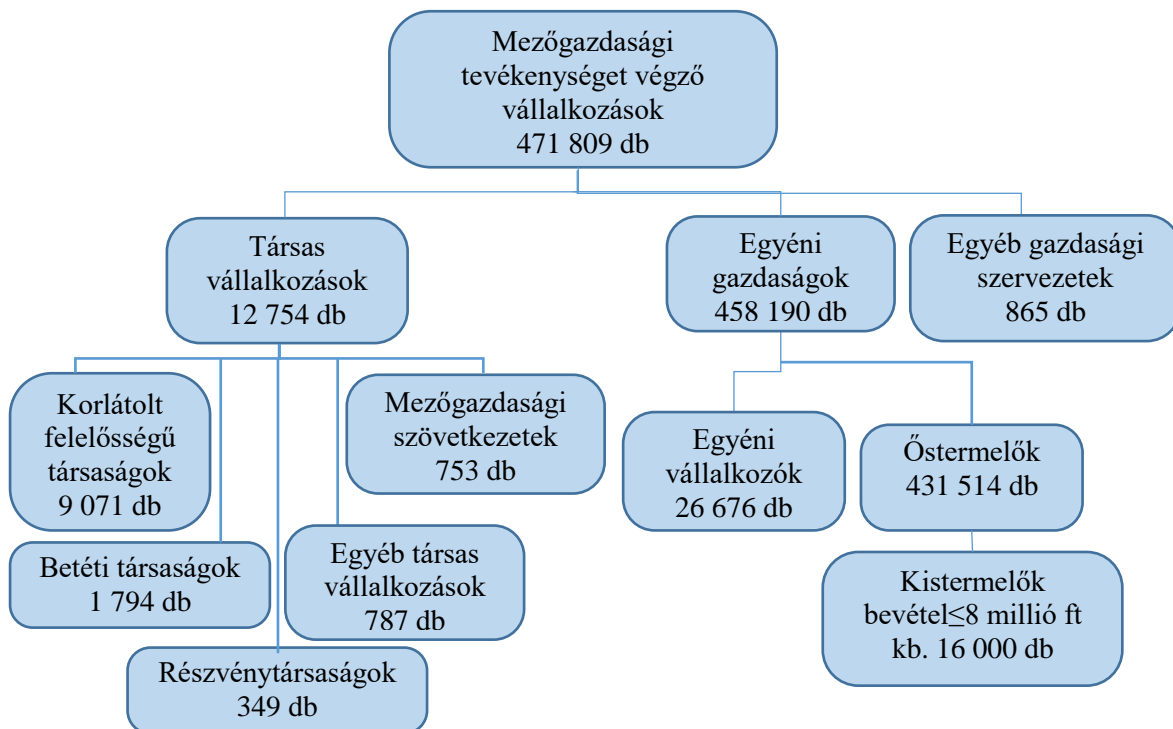 Mezőgazdasági
tevékenységet végző
vállalkozások
471 809 db
Társas
vállalkozások
12 754 db
Egyéni
gazdaságok
458 190 db
Egyéb gazdasági
szervezetek
865 db
Korlátolt
felelősségű
társaságok
9 071 db
Mezőgazdasági
szövetkezetek
753 db
Egyéni
vállalkozók
26 676 db
Őstermelők
431 514 db
Betéti társaságok
1 794 db
Egyéb társas
vállalkozások
787 db
Kistermelők
bevétel≤8 millió ft
kb. 16 000 db
Részvénytársaságok
349 db